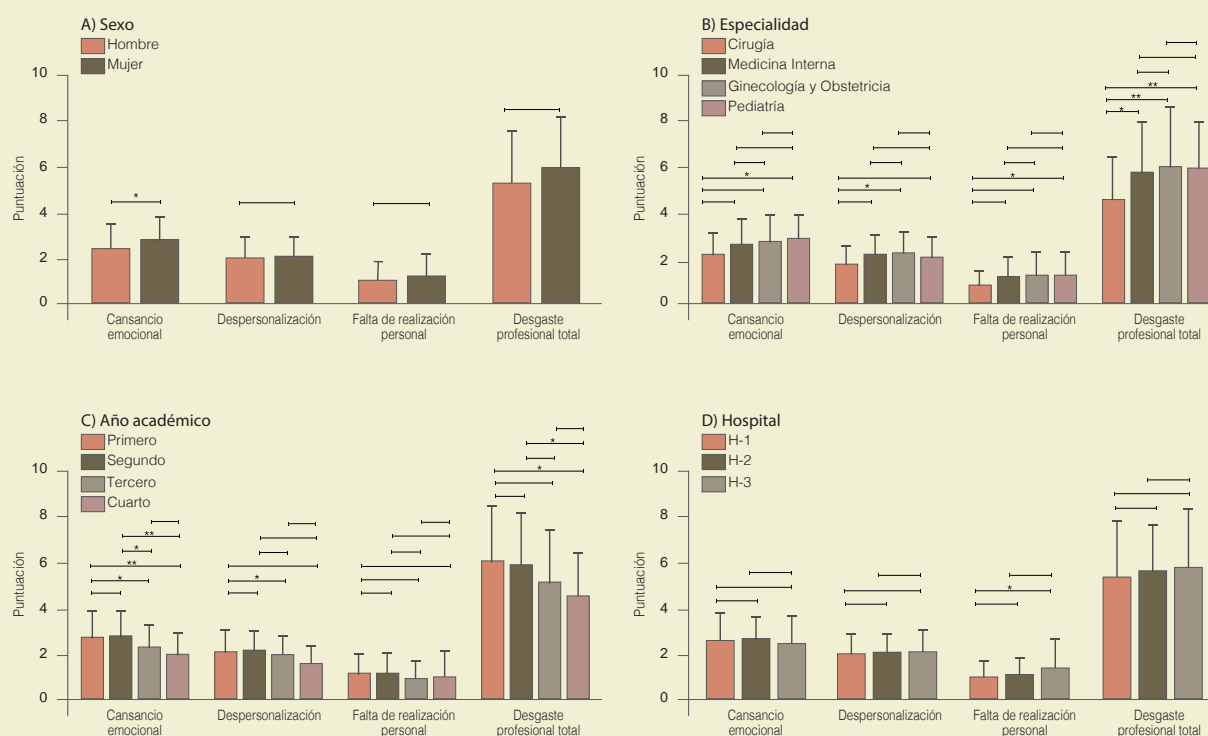 A) Sexo
Hombre
Mujer
Puntuación
10
8
6
4
2
0
*
Cansancio
emocional
Despersonalización
Falta de realización
personal
Desgaste
profesional total
B) Especialidad
Cirugía
Medicina Interna
Ginecología y Obstetricia
Pediatría
Puntuación
10
8
6
4
2
0
*
*
*
**
**
*
Cansancio
emocional
Despersonalización
Falta de realización
personal
Desgaste
profesional total
C) Año académico
Primero
Segundo
Tercero
Cuarto
Puntuación
10
8
6
4
2
0
**
*
**
*
*
*
*
Cansancio
emocional
Despersonalización
Falta de realización
personal
Desgaste
profesional total
D) Hospital
H-1
H-2
H-3
Puntuación
10
8
6
4
2
0
*
Cansancio
emocional
Despersonalización
Falta de realización
personal
Desgaste
profesional total